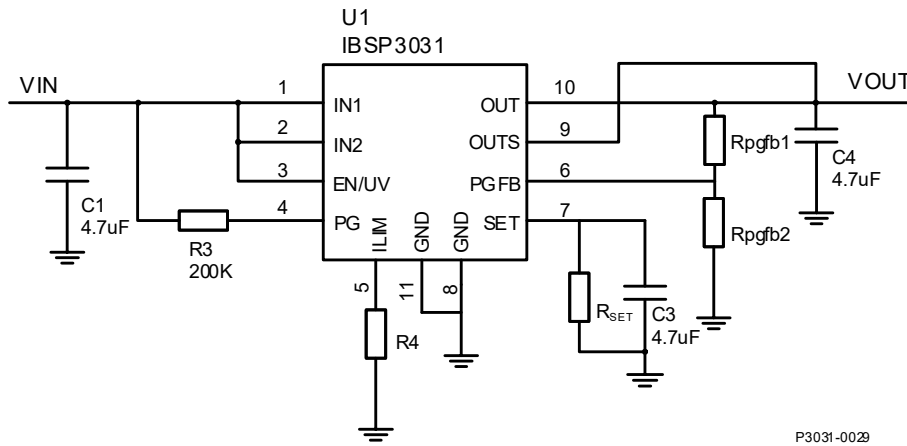 U1
IBSP3031
VIN
VOUT
1
IN1
OUT
10
2
IN2
OUTS
9
3
EN/UV
PGFB
6
4
PG
SET
7
ILIM
GND
GND
5
11
8
C1
4.7uF
R3
200K
R4
RSET
C3
4.7uF
Rpgfb1
Rpgfb2
C4
4.7uF
P3031-0029